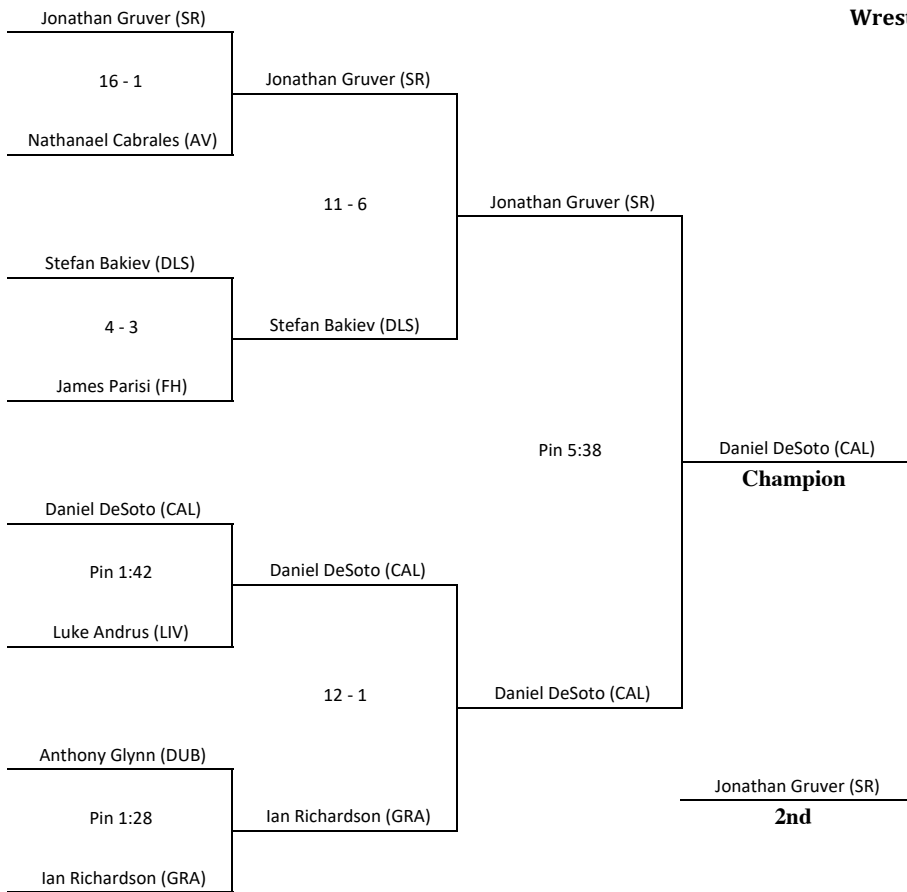 Jonathan Gruver (SR)
Wrest
16 - 1
Jonathan Gruver (SR)
Nathanael Cabrales (AV)
11 - 6
Jonathan Gruver (SR)
Stefan Bakiev (DLS)
4 - 3
Stefan Bakiev (DLS)
James Parisi (FH)
Pin 5:38
Daniel DeSoto (CAL)
Champion
Daniel DeSoto (CAL)
Pin 1:42
Daniel DeSoto (CAL)
Luke Andrus (LIV)
12 - 1
Daniel DeSoto (CAL)
Anthony Glynn (DUB)
Jonathan Gruver (SR)
2nd
Pin 1:28
Ian Richardson (GRA)
Ian Richardson (GRA)